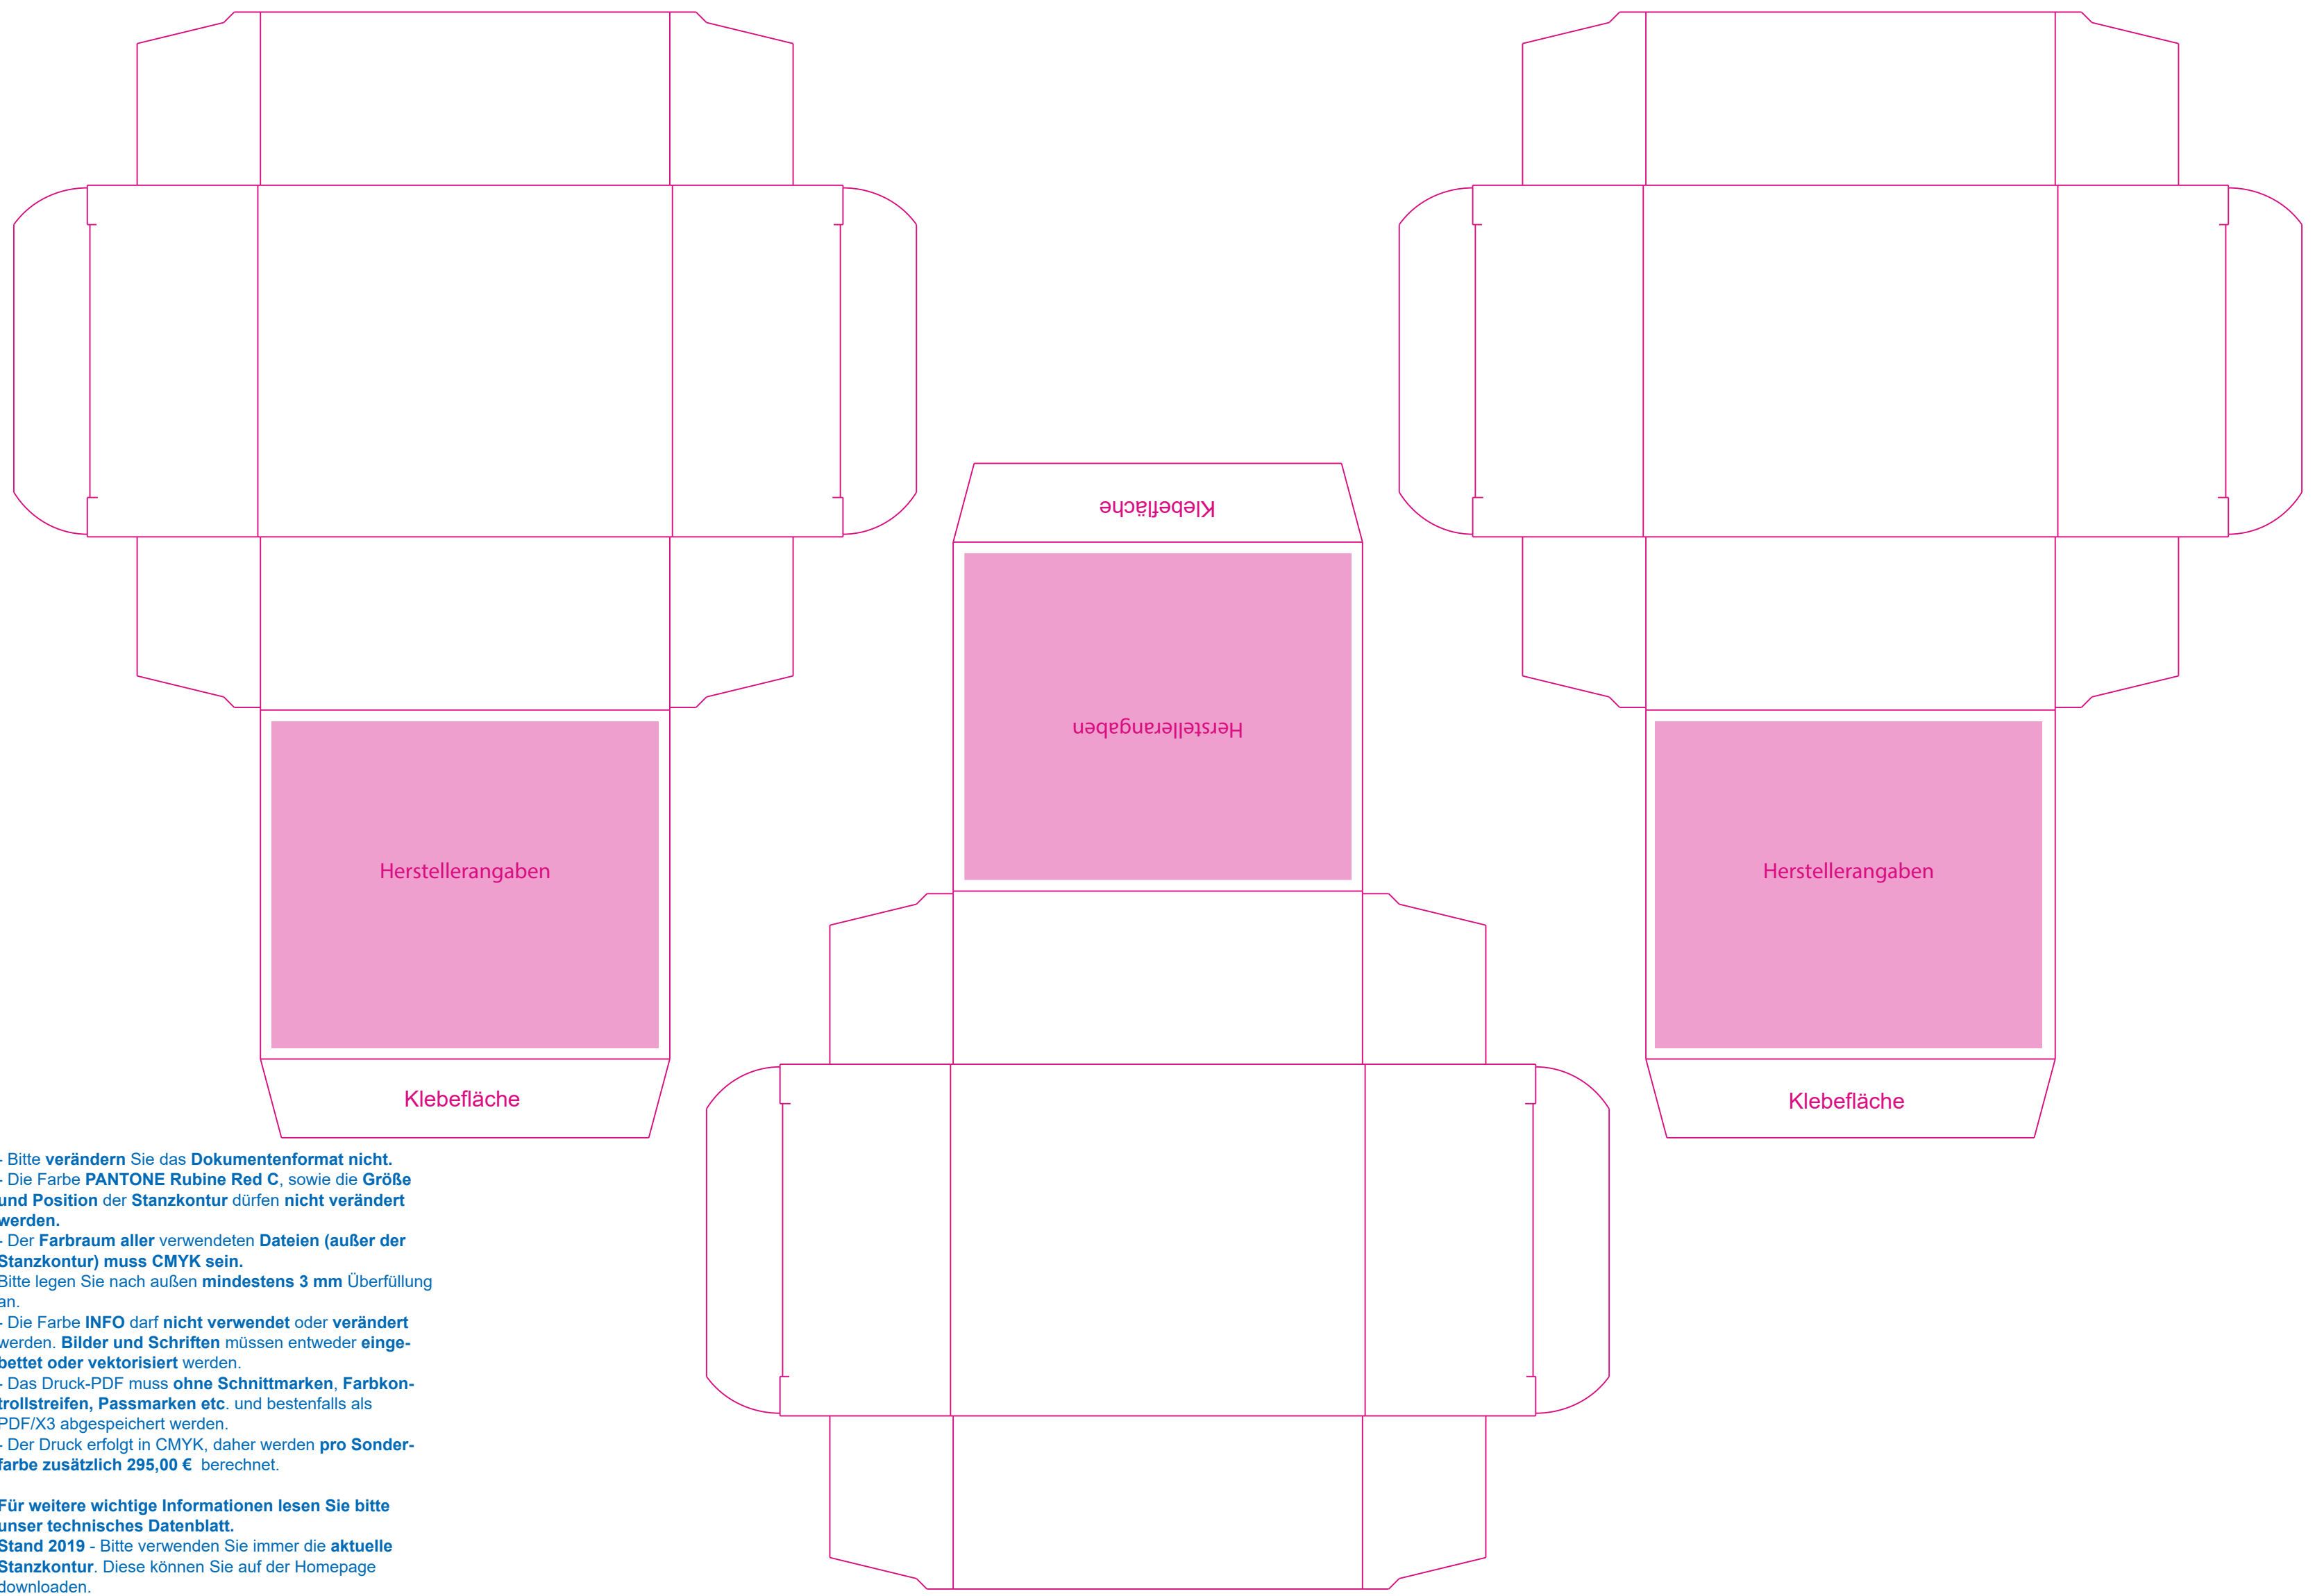 Klebefläche
Herstellerangaben
Herstellerangaben
Herstellerangaben
Klebefläche
Klebefläche
- Bitte verändern Sie das Dokumentenformat nicht.
- Die Farbe PANTONE Rubine Red C, sowie die Größe
und Position der Stanzkontur dürfen nicht verändert
werden.
- Der Farbraum aller verwendeten Dateien (außer der
Stanzkontur) muss CMYK sein.
Bitte legen Sie nach außen mindestens 3 mm Überfüllung
an.
- Die Farbe INFO darf nicht verwendet oder verändert
werden. Bilder und Schriften müssen entweder einge-
bettet oder vektorisiert werden.
- Das Druck-PDF muss ohne Schnittmarken, Farbkon-
trollstreifen, Passmarken etc. und bestenfalls als
PDF/X3 abgespeichert werden.
- Der Druck erfolgt in CMYK, daher werden pro Sonder-
farbe zusätzlich 295,00 € berechnet.
Für weitere wichtige Informationen lesen Sie bitte
unser technisches Datenblatt.
Stand 2019 - Bitte verwenden Sie immer die aktuelle
Stanzkontur. Diese können Sie auf der Homepage
downloaden.